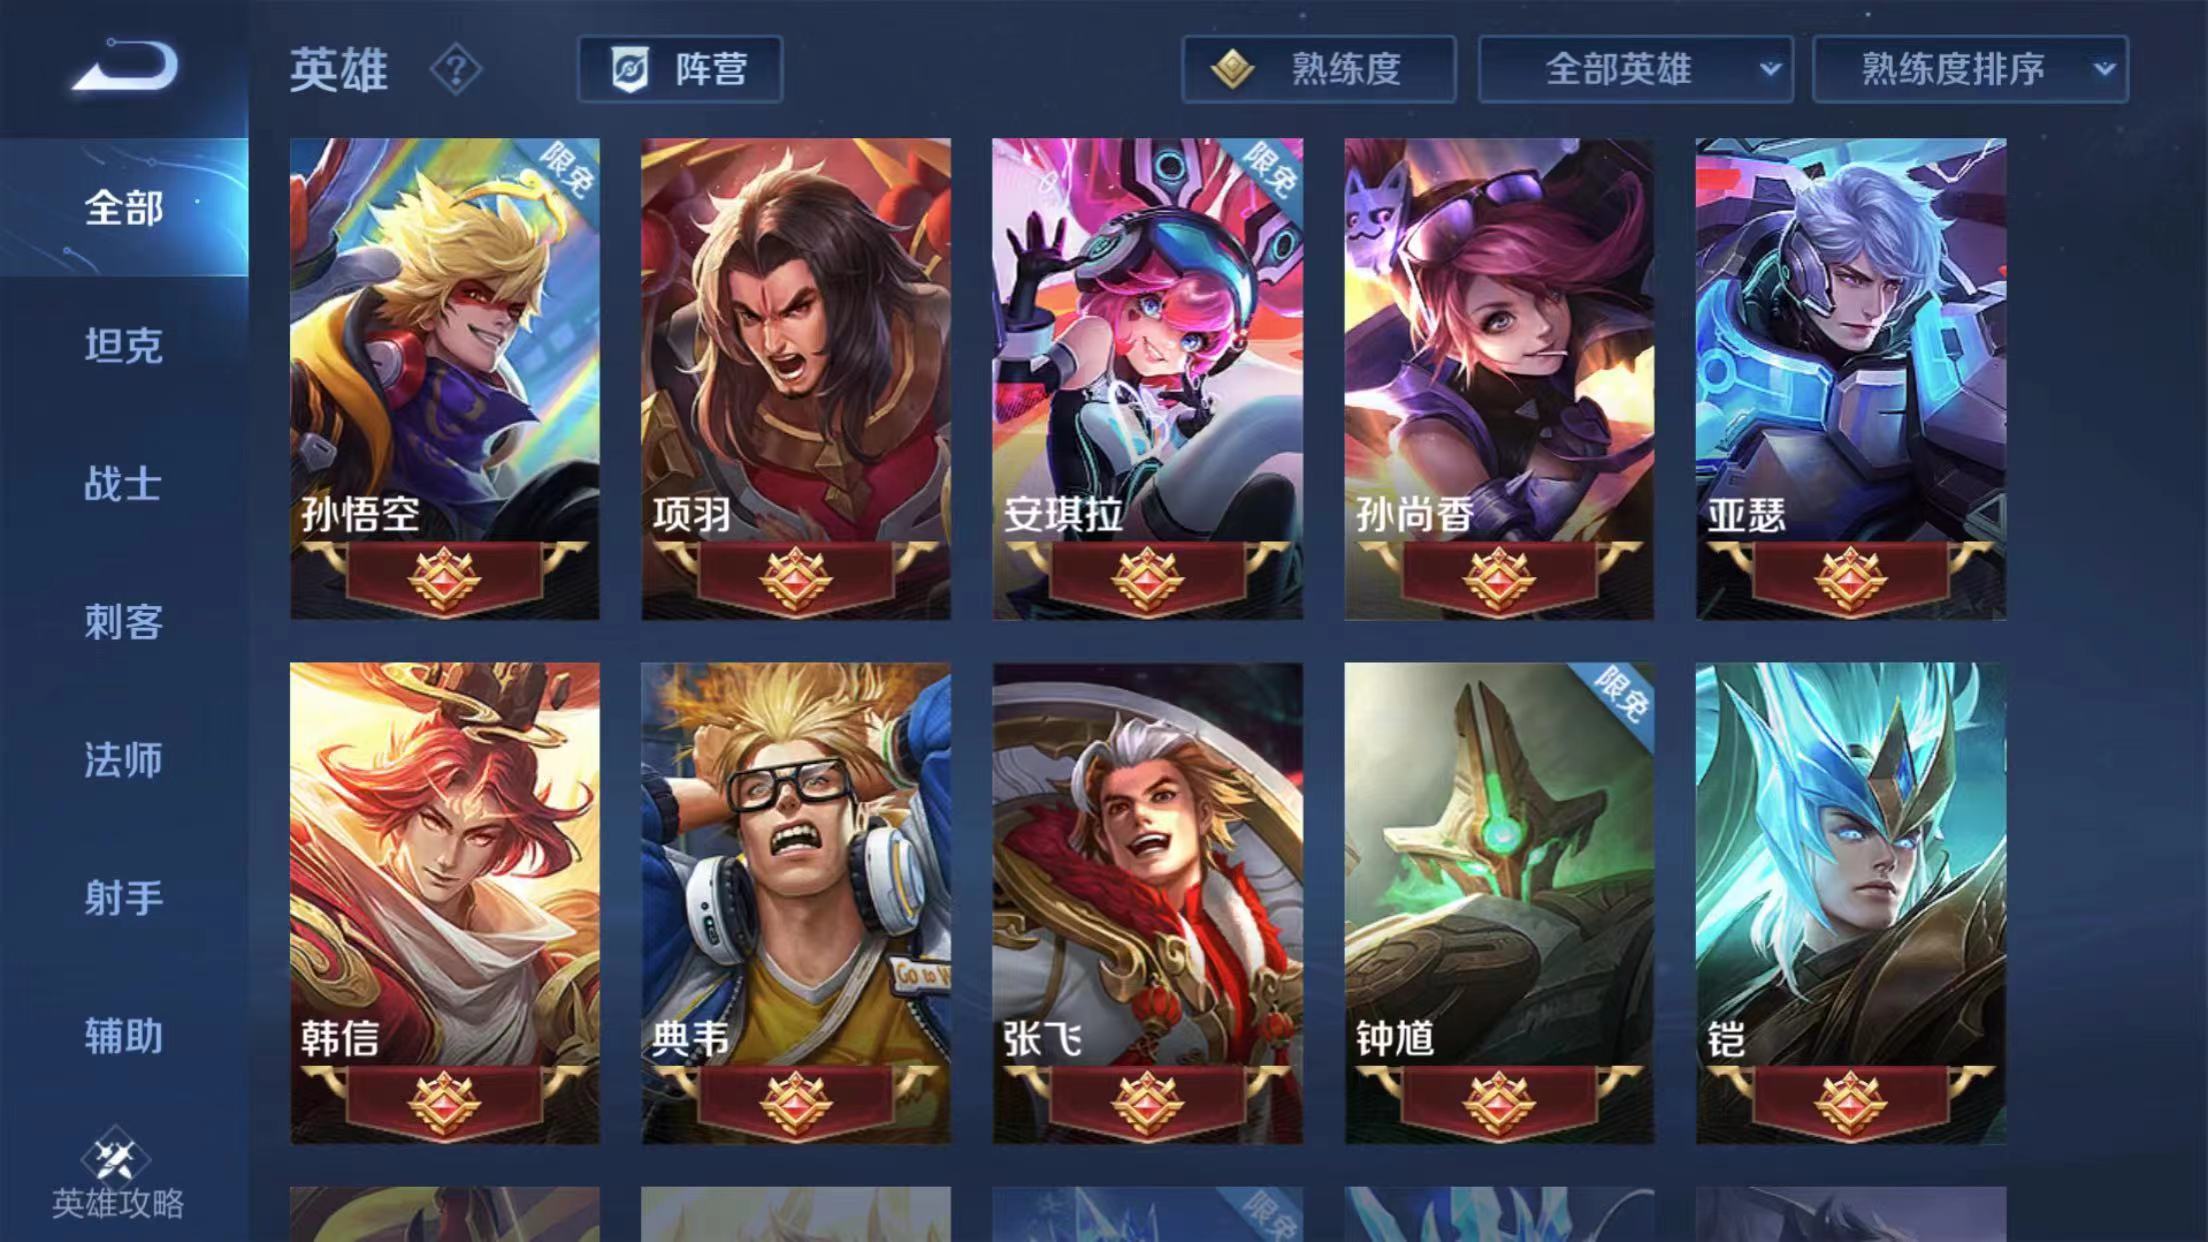 英雄
阵营
熟练度
全部英雄
熟练度排序
全部
坦克
战士
刺客
法师
射手
辅助
英雄攻略
限免
孙悟空
项羽
限免
安琪拉
孙尚香
亚瑟
韩信
典韦
Go to
张飞
限免
钟馗
铠
限免